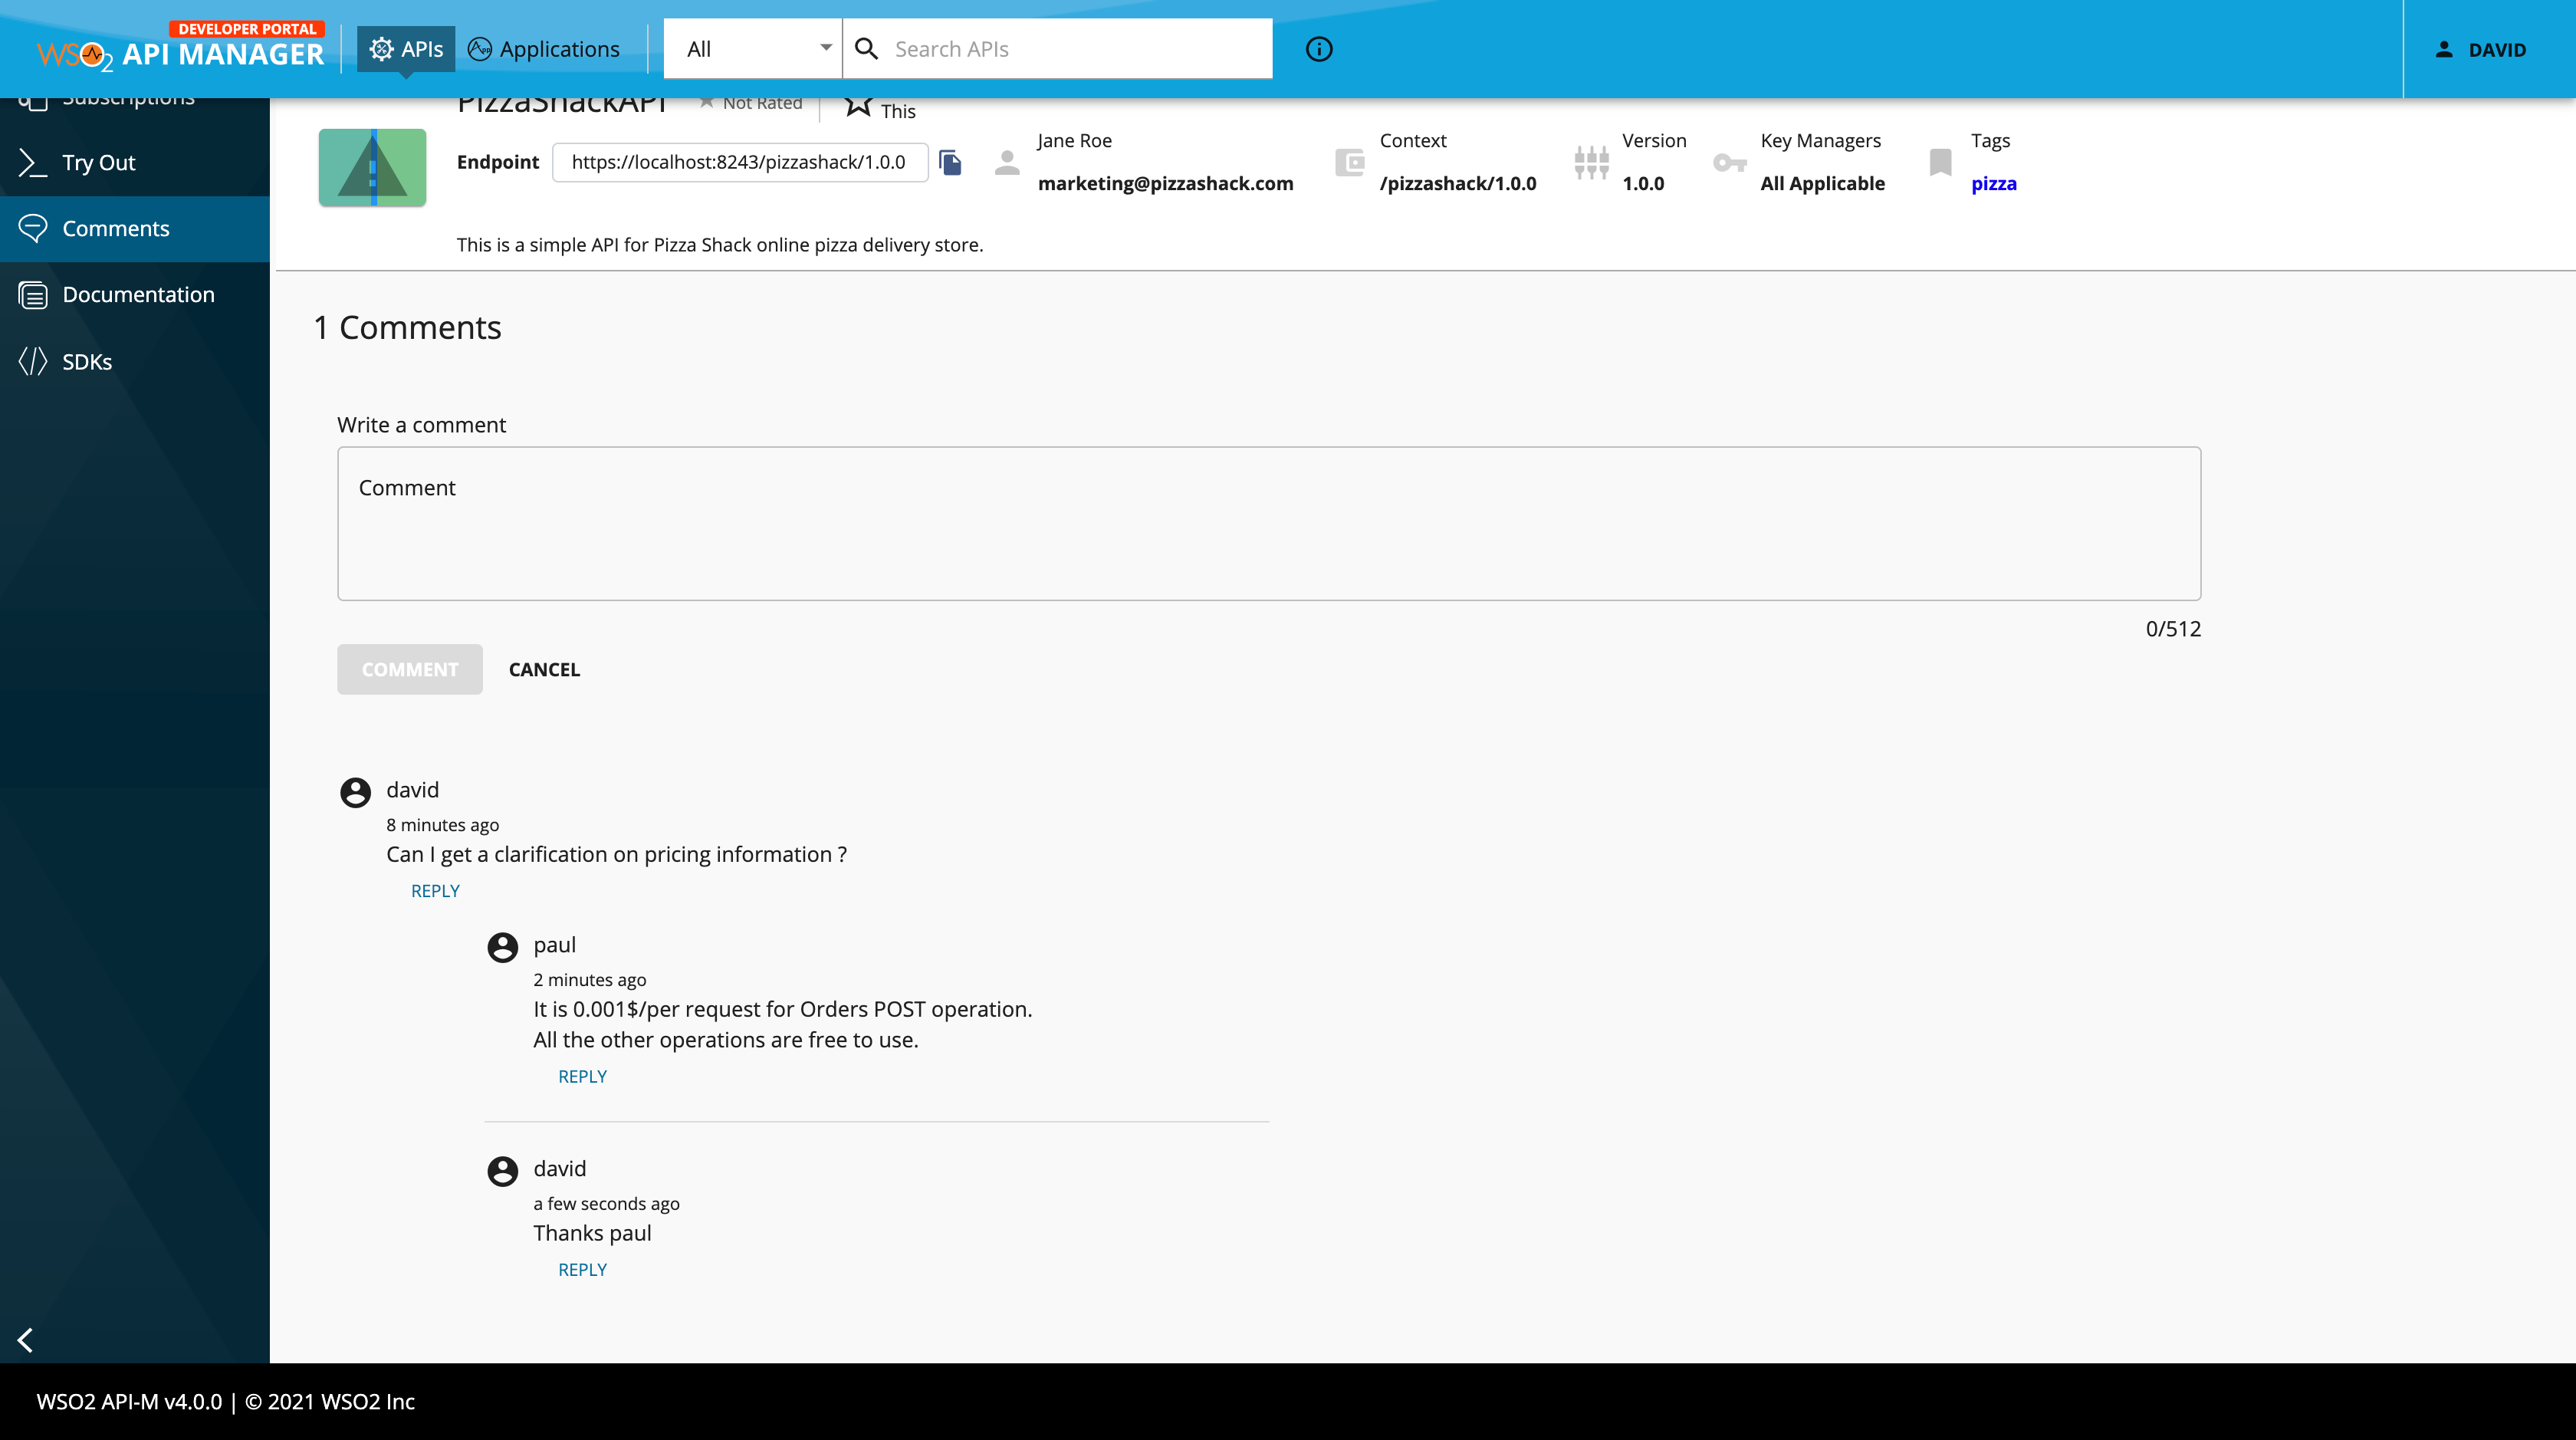 DEVELOPER PORTAL
WSO2 API MANAGER
APIs
Applications
All
Search APIs
DAVID
Subscriptions
Try Out
Comments
Documentation
SDKs
PizzaShackAPI
Not Rated
This
Endpoint
https://localhost:8243/pizzashack/1.0.0
Jane Roe
marketing@pizzashack.com
Context
/pizzashack/1.0.0
Version
1.0.0
Key Managers
All Applicable
Tags
pizza
This is a simple API for Pizza Shack online pizza delivery store.
1 Comments
Write a comment
Comment
0/512
COMMENT
CANCEL
david
8 minutes ago
Can I get a clarification on pricing information ?
REPLY
paul
2 minutes ago
It is 0.001$/per request for Orders POST operation.
All the other operations are free to use.
REPLY
david
a few seconds ago
Thanks paul
REPLY
WSO2 API-M v4.0.0 | © 2021 WSO2 Inc